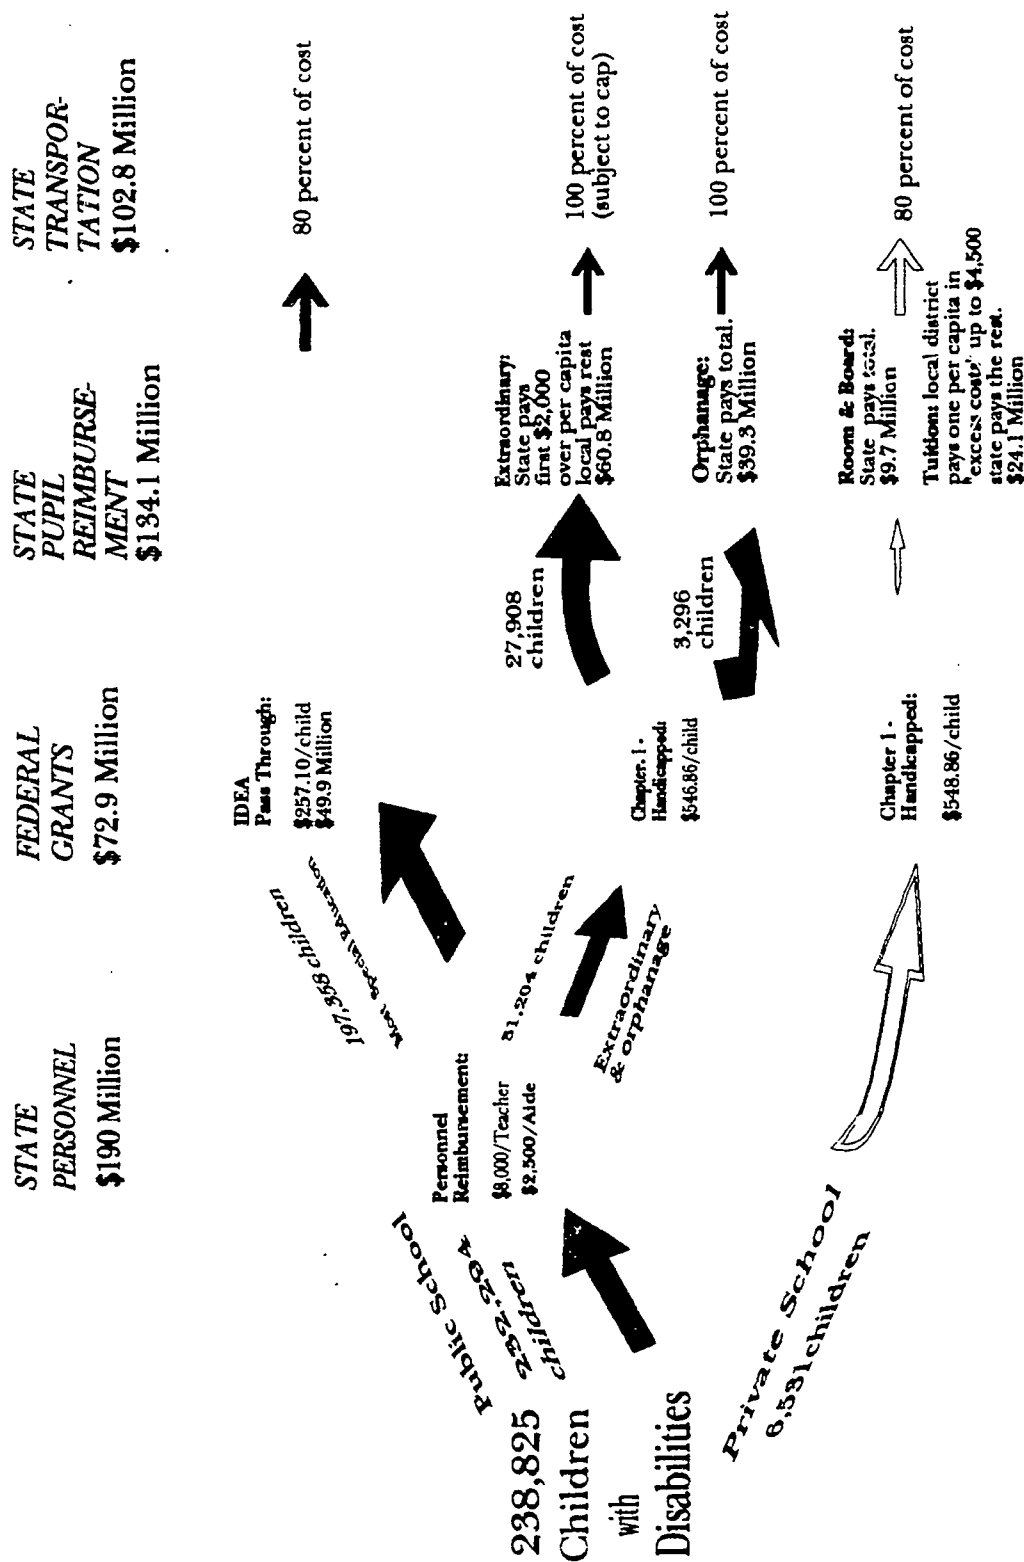 STATE
PERSONNEL
$190 Million
FEDERAL
GRANTS
$72.9 Million
STATE
PUPIL
REIMBURSE-
MENT
$134.1 Million
STATE
TRANSPOR-
TATION
$102.8 Million
238,825
Children
with
Disabilities
Public School
232,294
children
Personnel
Reimbursement:
$8,000/Teacher
$2,500/Aide
197,358 children
Most Special Education
IDEA
Pass Through:
$257.10/child
$49.9 Million
80 percent of cost
31,204 children
Extraordinary
& orphanage
Chapter 1 -
Handicapped:
$546.86/child
27,908
children
Extraordinary:
State pays
first $2,000
over per capita
local pays rest
$60.8 Million
100 percent of cost
(subject to cap)
3,296
children
Orphanage:
State pays total.
$39.3 Million
100 percent of cost
Private School
6,531 children
Chapter 1 -
Handicapped:
$548.86/child
Room & Board:
State pays total.
$9.7 Million
Tuition: local district
pays one per capita in
excess costs, up to $4,500
state pays the rest.
$24.1 Million
80 percent of cost